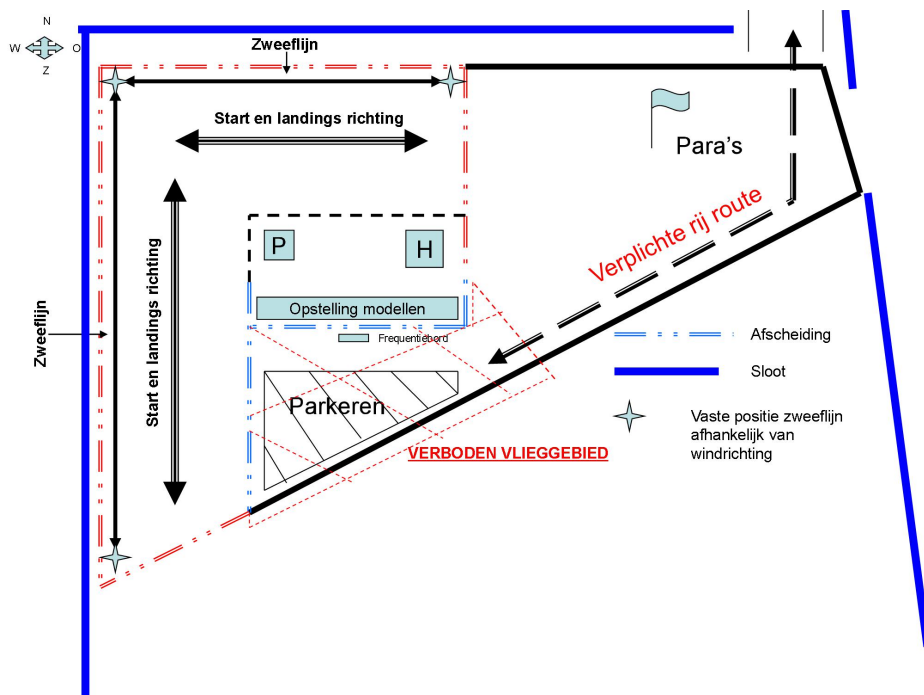 N
W
O
Z
Zweeflijn
Start en landings richting
Para's
Verplichte rij route
P
H
Start en landings richting
Zweeflijn
Opstelling modellen
Frequentiebord
Parkeren
VERBODEN VLIEGGEBIED
Afscheiding
Sloot
Vaste positie zweeflijn
afhankelijk van
windrichting